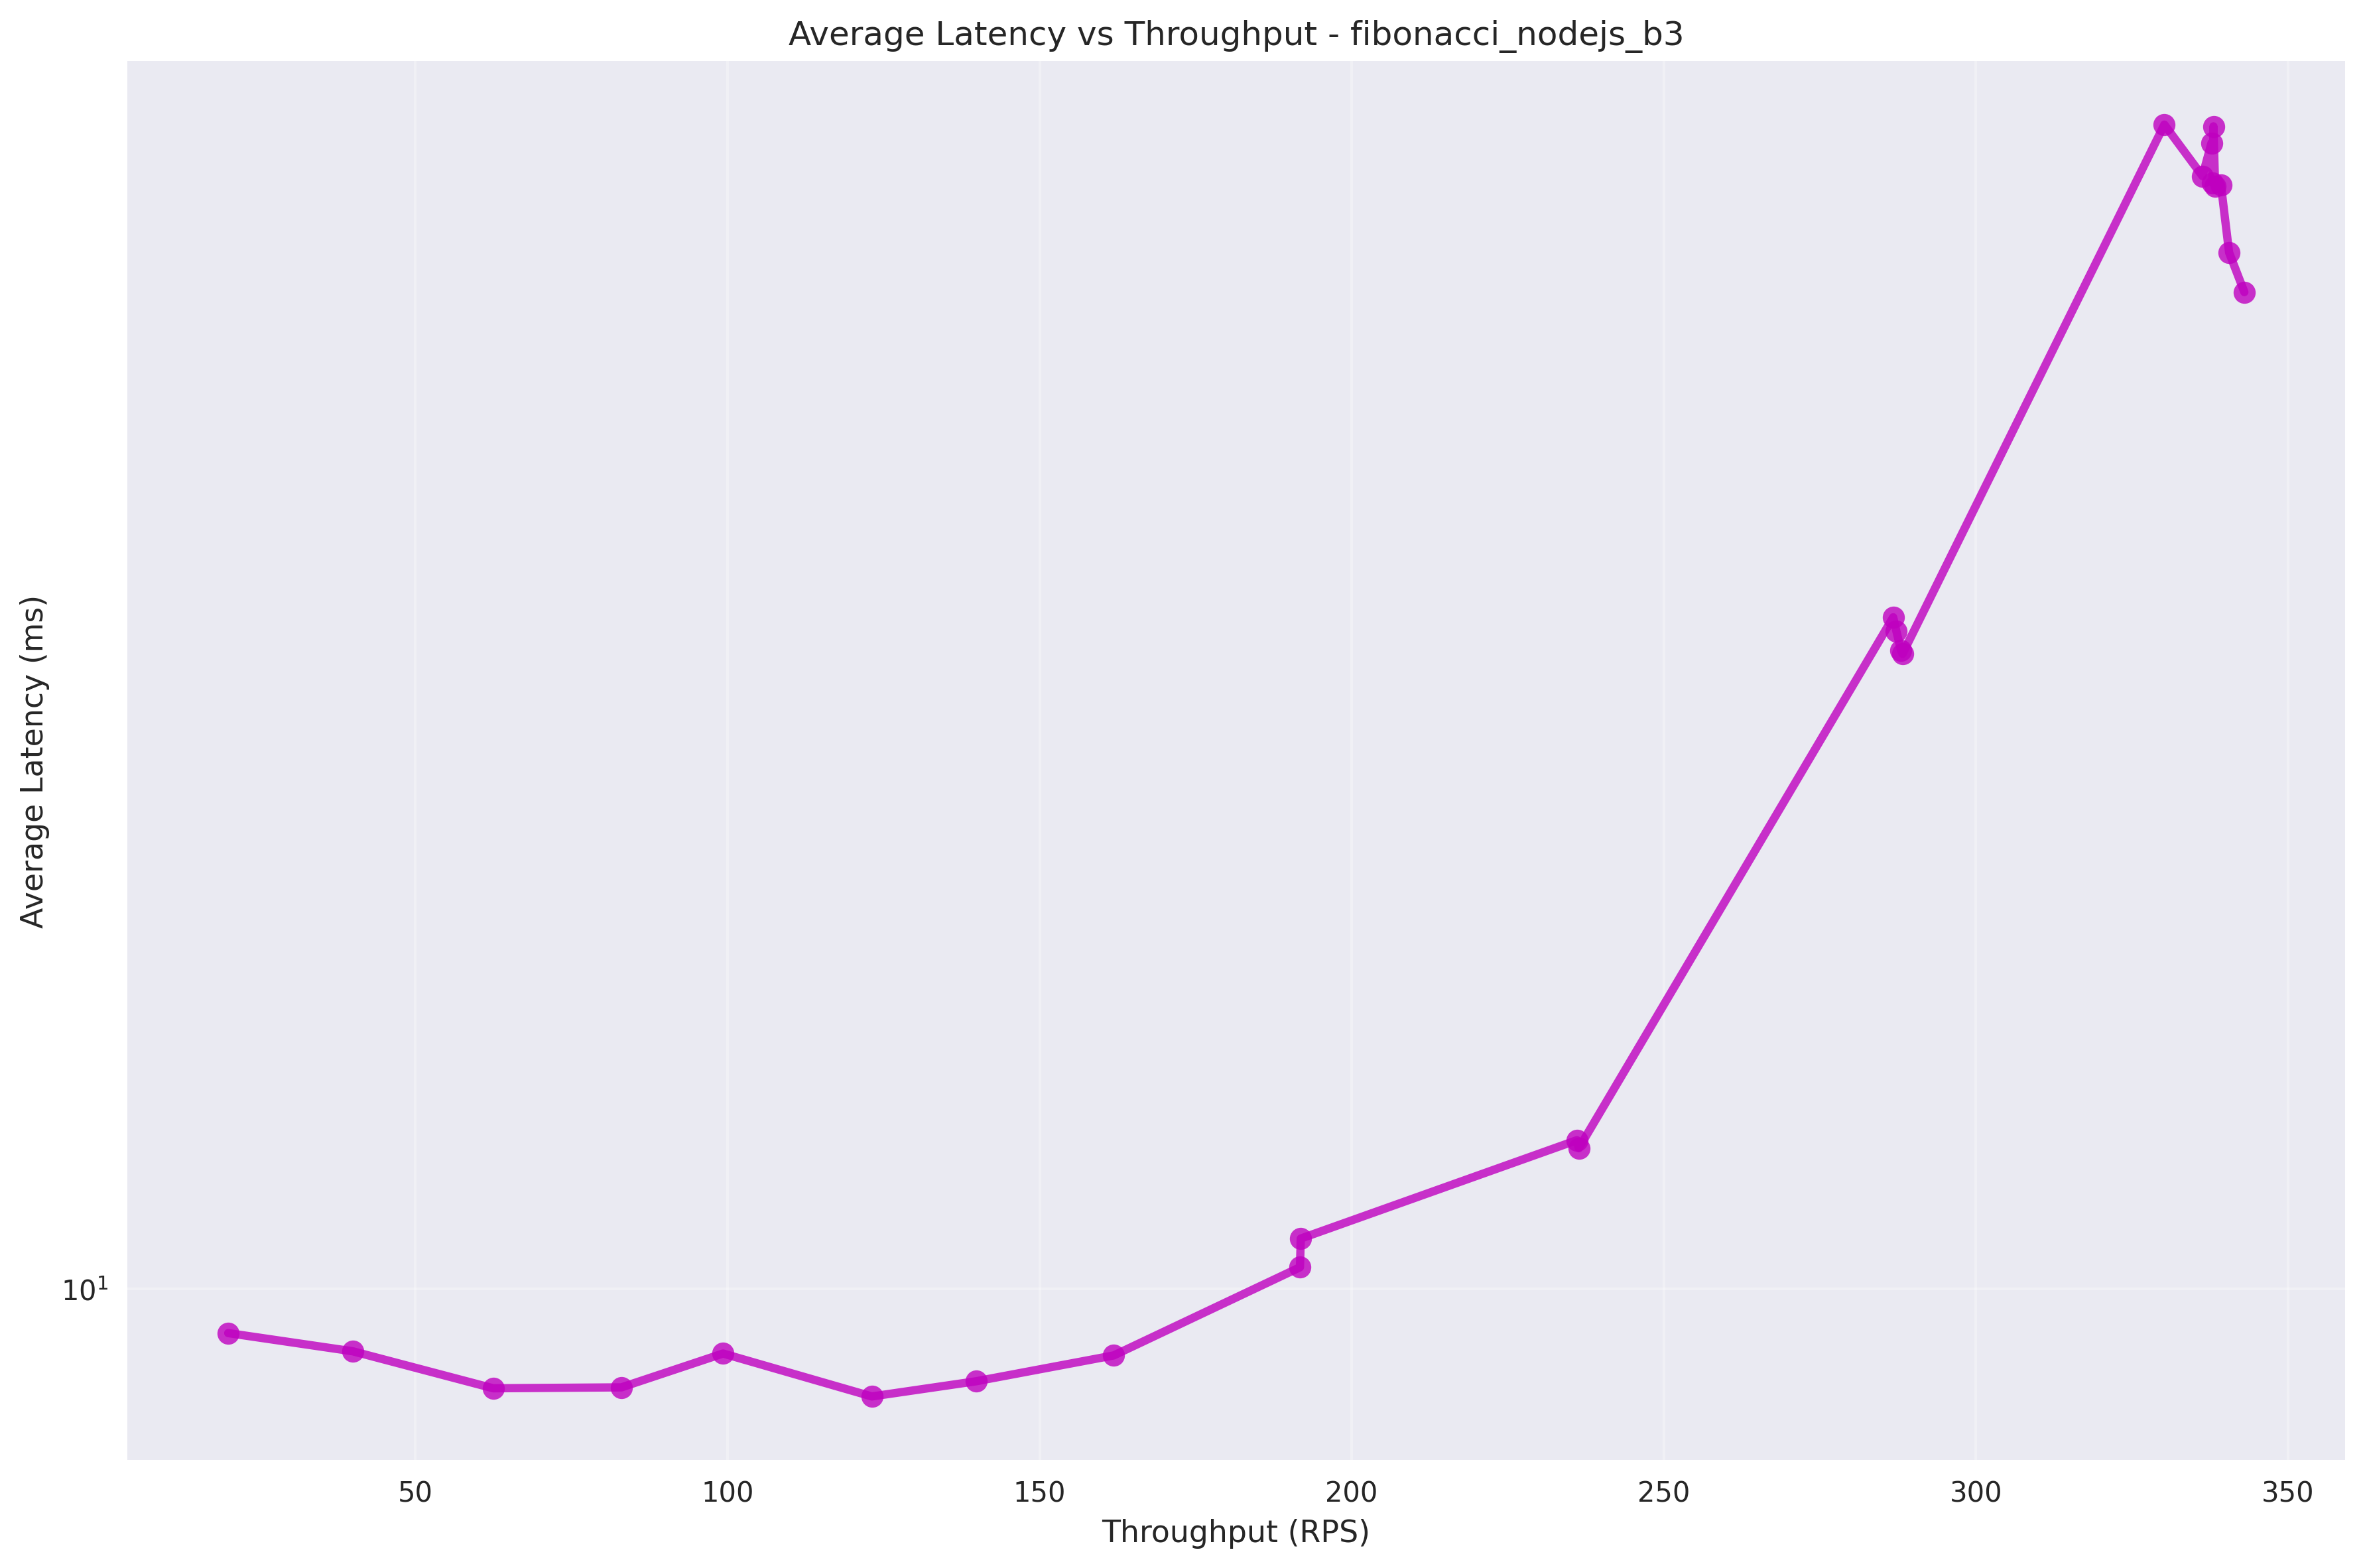 Average Latency vs Throughput - fibonacci_nodejs_b3
Average Latency (ms)
10¹
50 100 150 200 250 300 350
Throughput (RPS)